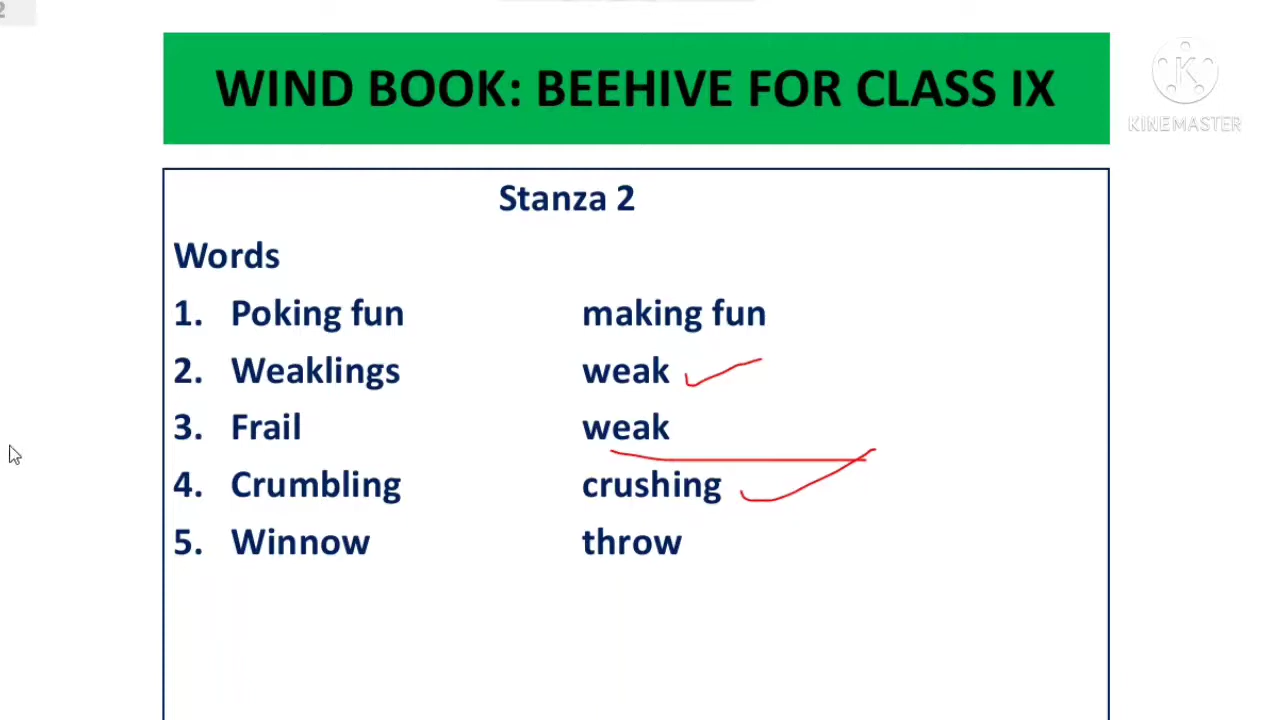 2
WIND BOOK: BEEHIVE FOR CLASS IX
KINEMASTER
Stanza 2
Words
1. Poking fun making fun
2. Weaklings weak
3. Frail weak
4. Crumbling crushing
5. Winnow throw